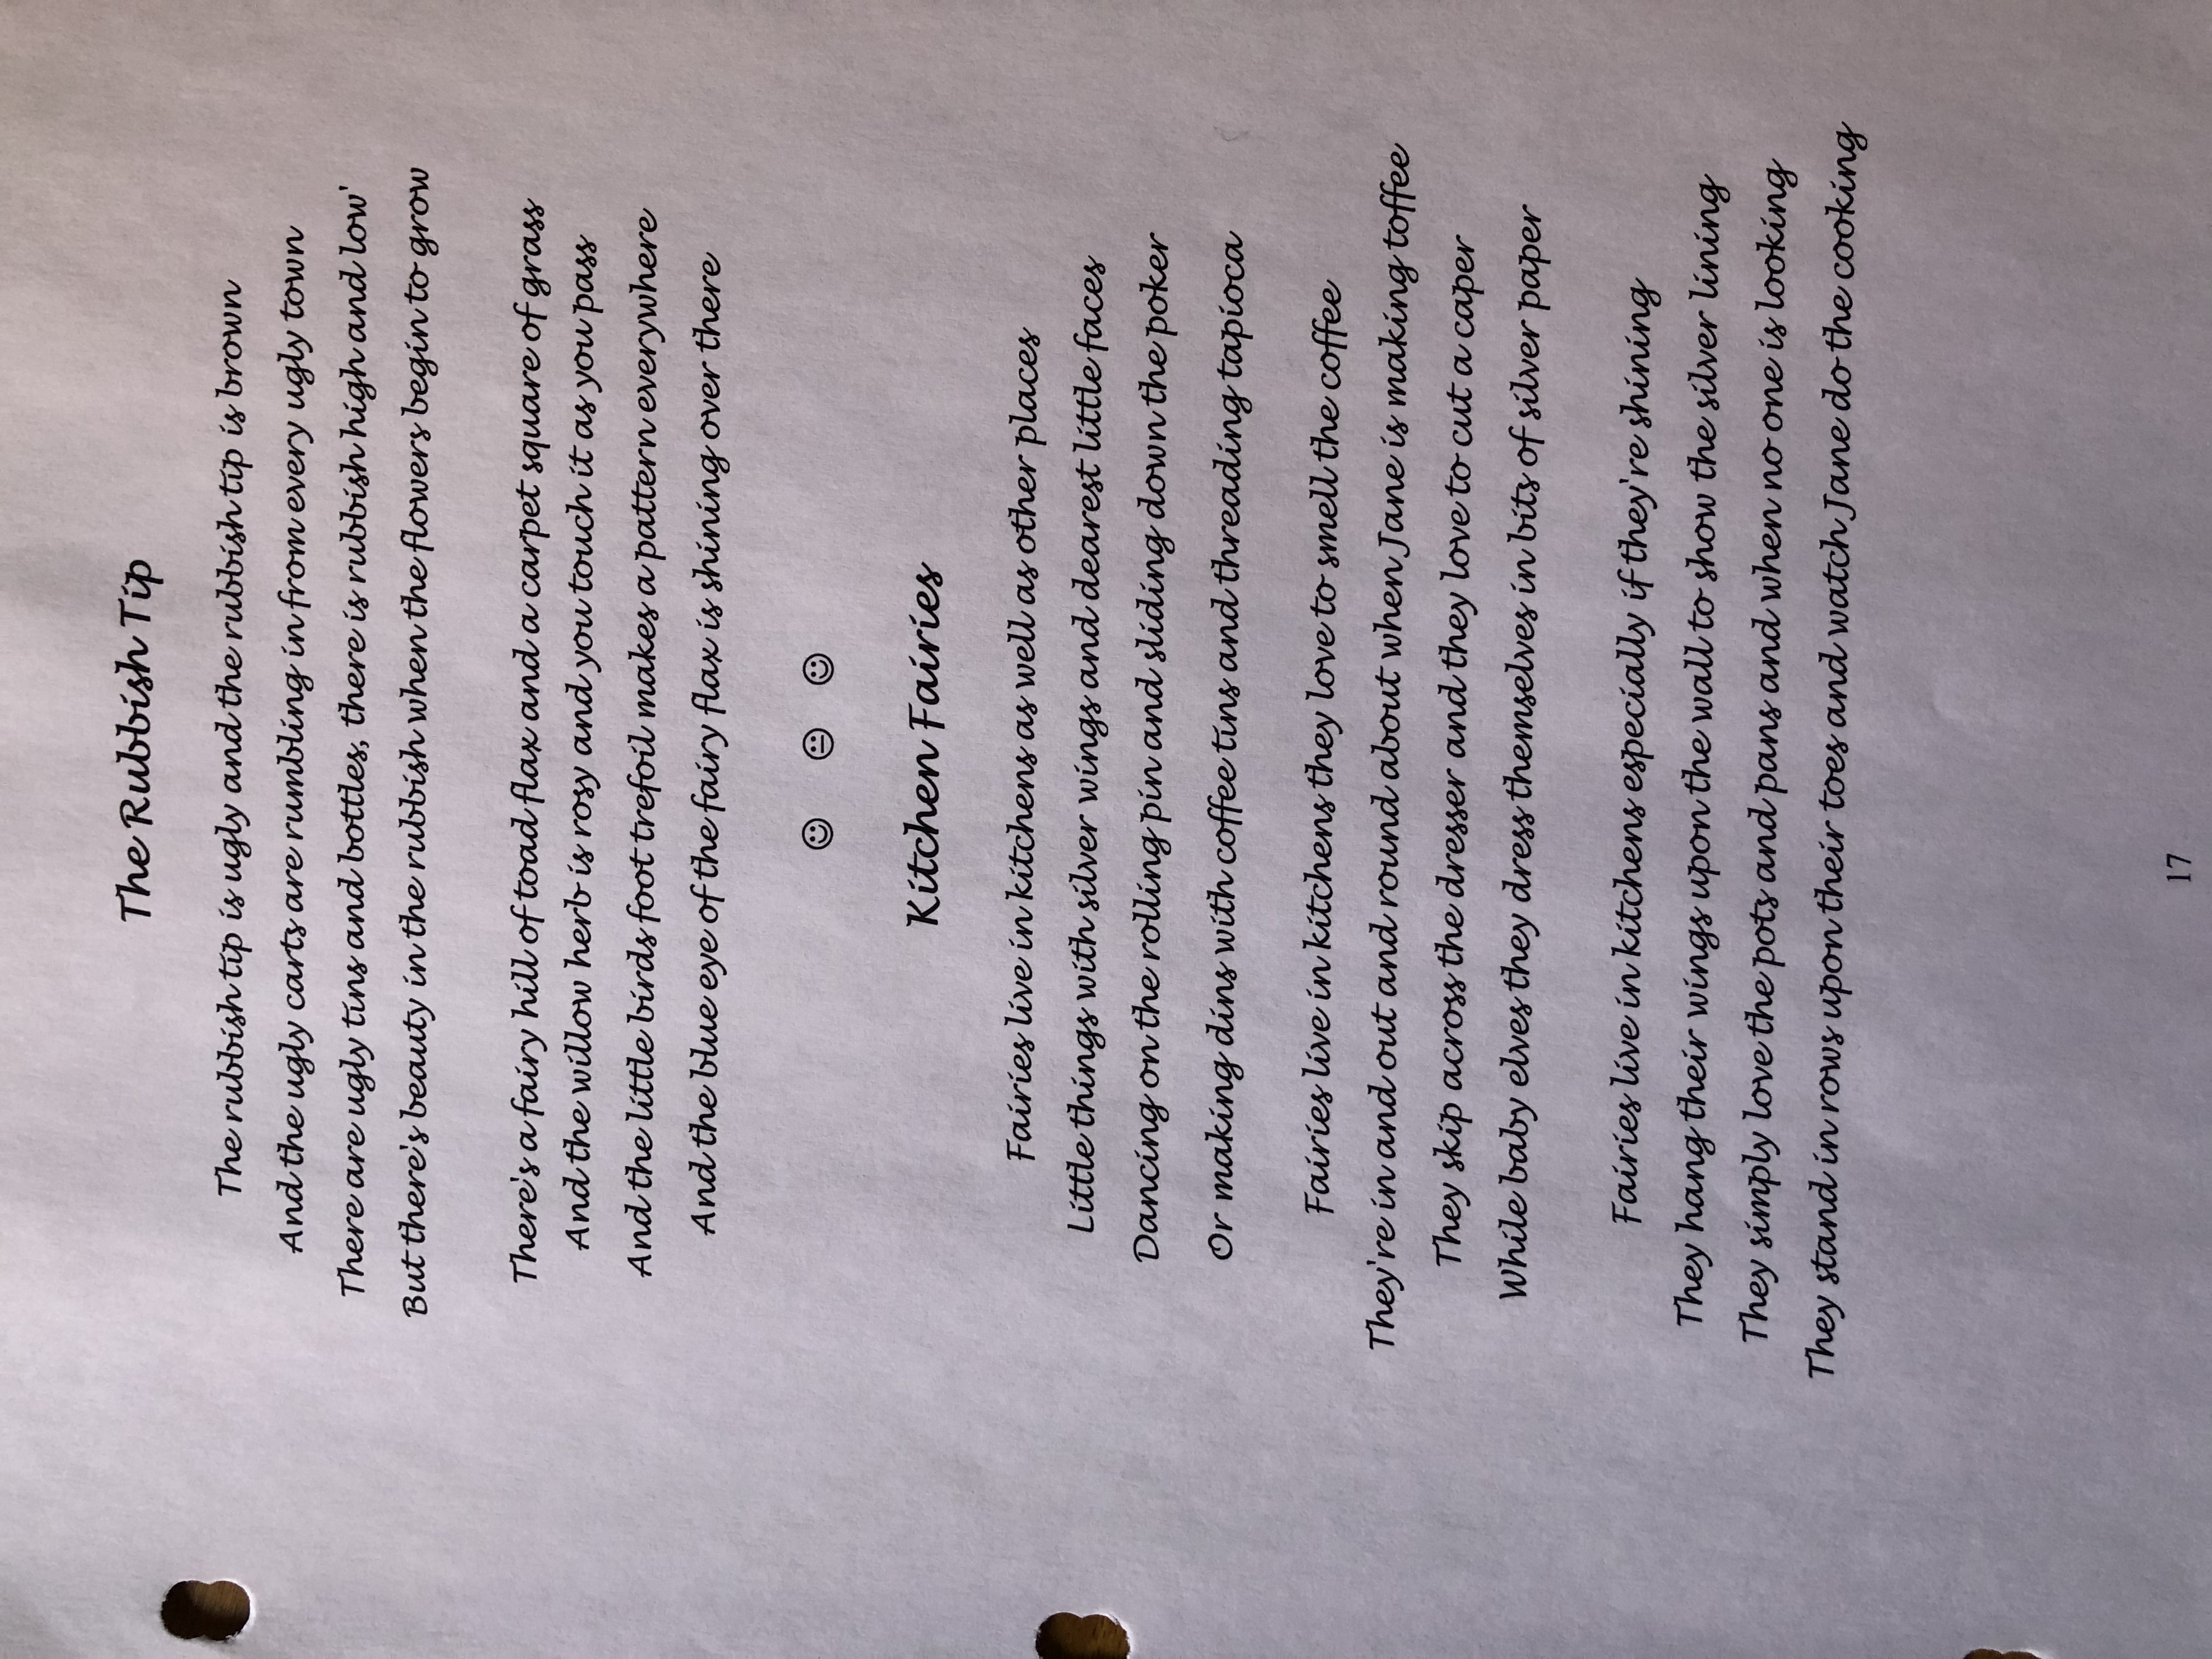 The Rubbish Tip
The rubbish tip is ugly and the rubbish tip is brown
And the ugly carts are rumbling in from every ugly town
There are ugly tins and bottles, there is rubbish high and low'
But there's beauty in the rubbish when the flowers begin to grow
There's a fairy hill of toad flax and a carpet square of grass
And the willow herb is rosy and you touch it as you pass
And the little birds foot trefoil makes a pattern everywhere
And the blue eye of the fairy flax is shining over there
☺ 😐 ☺
Kitchen Fairies
Fairies live in kitchens as well as other places
Little things with silver wings and dearest little faces
Dancing on the rolling pin and sliding down the poker
Or making dins with coffee tins and threading tapioca
Fairies live in kitchens they love to smell the coffee
They're in and out and round about when Jane is making toffee
They skip across the dresser and they love to cut a caper
While baby elves they dress themselves in bits of silver paper
Fairies live in kitchens especially if they're shining
They hang their wings upon the wall to show the silver lining
They simply love the pots and pans and when no one is looking
They stand in rows upon their toes and watch Jane do the cooking
17